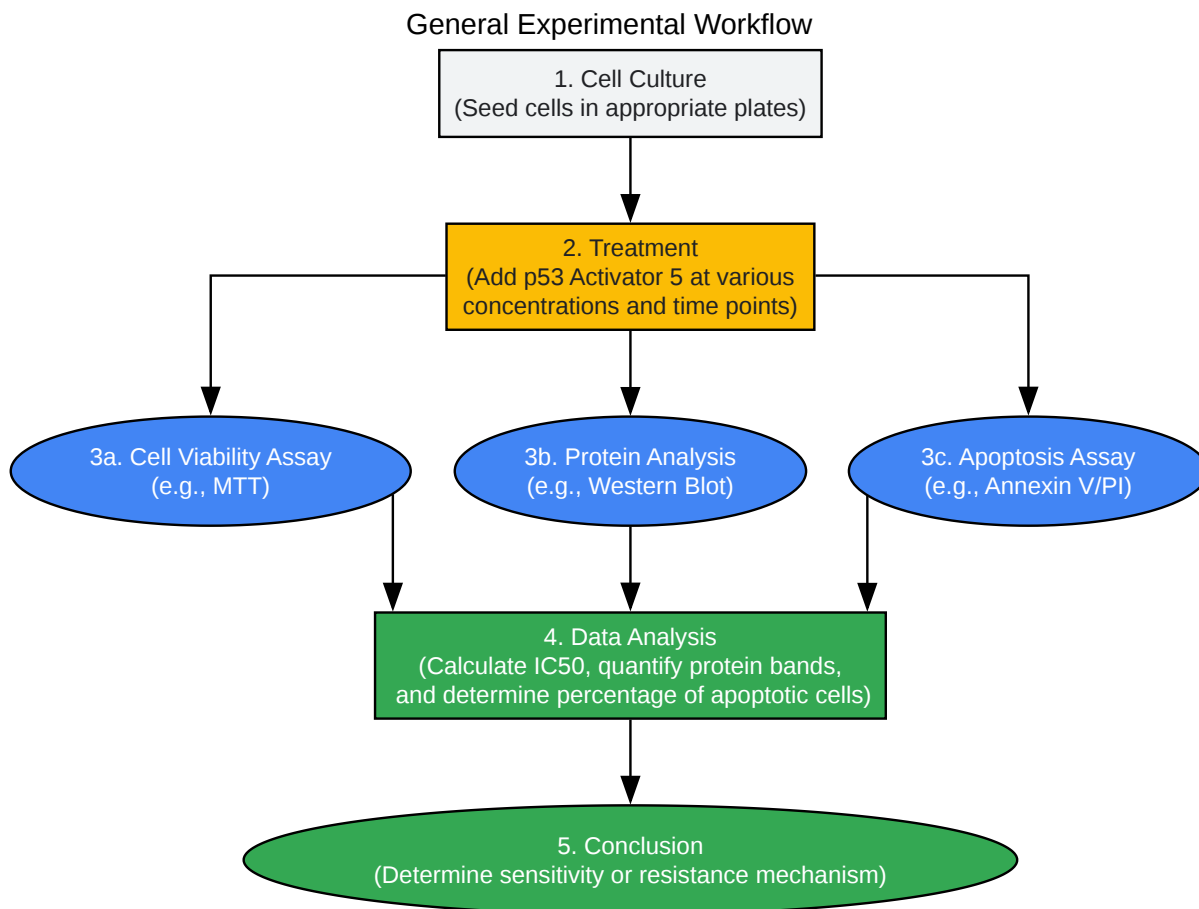 General Experimental Workflow
1. Cell Culture
(Seed cells in appropriate plates)
2. Treatment
(Add p53 Activator 5 at various
concentrations and time points)
3a. Cell Viability Assay
(e.g., MTT)
3b. Protein Analysis
(e.g., Western Blot)
3c. Apoptosis Assay
(e.g., Annexin V/PI)
4. Data Analysis
(Calculate IC50, quantify protein bands,
and determine percentage of apoptotic cells)
5. Conclusion
(Determine sensitivity or resistance mechanism)